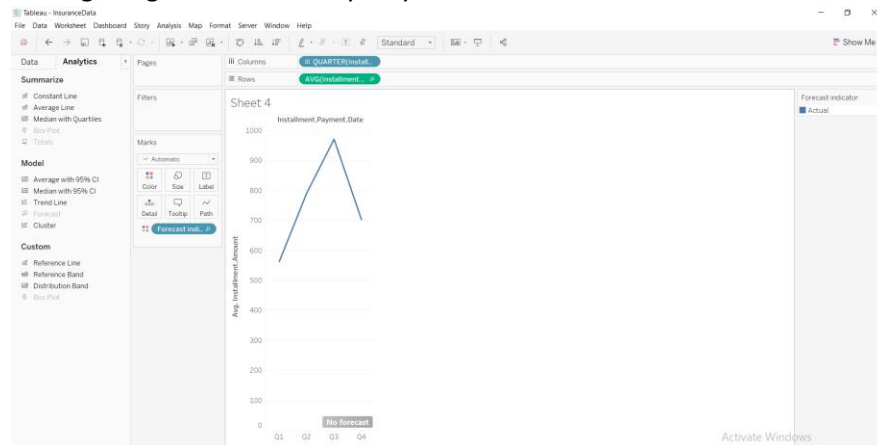 Tableau - InsuranceData
File Data Worksheet Dashboard Story Analysis Map Format Server Window Help
Standard
Show Me
Data Analytics
Pages
iii Columns
QUARTER(Install..
Rows
AVG(Installment...
Summarize
Constant Line
Average Line
Median with Quartiles
Box Plot
Totals
Model
Average with 95% CI
Median with 95% CI
Trend Line
Forecast
Cluster
Custom
Reference Line
Reference Band
Distribution Band
Box Plot
Filters
Marks
Automatic
Color Size Label
Detail Tooltip Path
Forecast indi..
Sheet 4
Installment.Payment.Date
Avg. Installment.Amount
1000
900
800
700
600
500
400
300
200
100
0
No forecast
Q1 Q2 Q3 Q4
Forecast indicator
Actual
Activate Windows